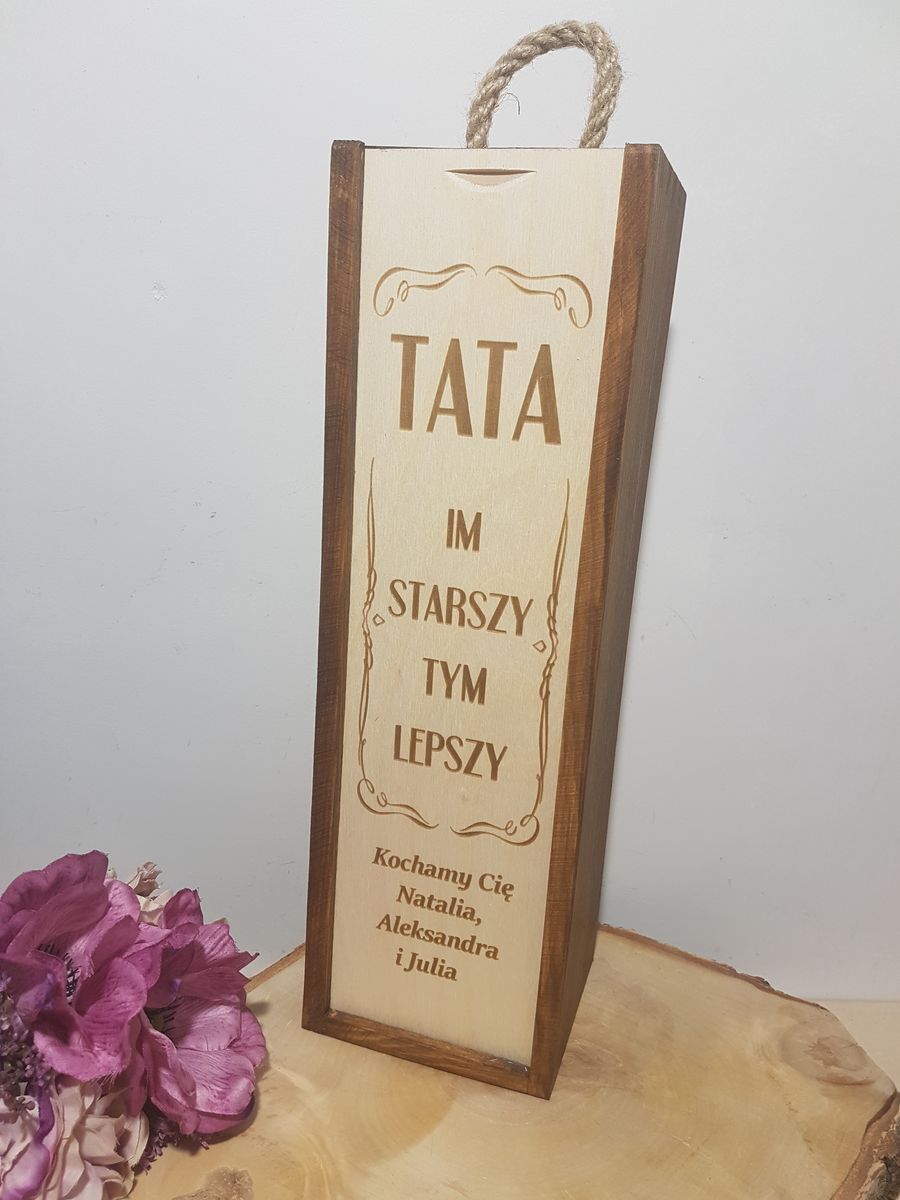 TATA
IM
STARSZY
TYM
LEPSZY
Kochamy Cię
Natalia,
Aleksandra
i Julia